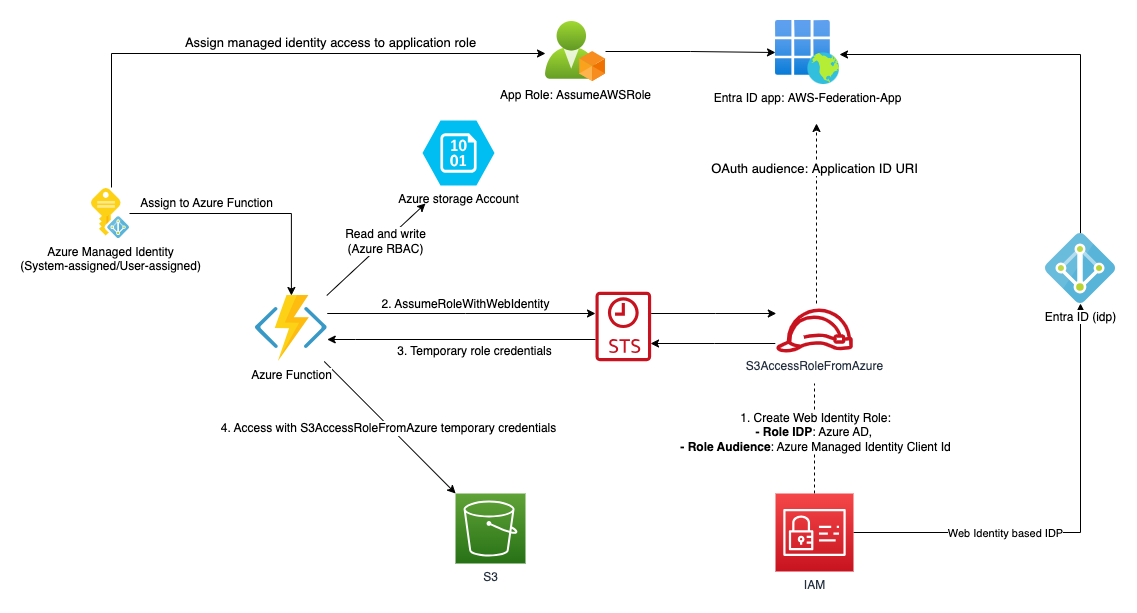 Assign managed identity access to application role
App Role: AssumeAWSRole
Entra ID app: AWS-Federation-App
10
01
Azure storage Account
OAuth audience: Application ID URI
Assign to Azure Function
Read and write
(Azure RBAC)
Azure Managed Identity
(System-assigned/User-assigned)
2. AssumeRoleWithWebIdentity
STS
3. Temporary role credentials
Azure Function
S3AccessRoleFromAzure
Entra ID (idp)
4. Access with S3AccessRoleFromAzure temporary credentials
1. Create Web Identity Role:
- Role IDP: Azure AD,
- Role Audience: Azure Managed Identity Client Id
Web Identity based IDP
S3
IAM